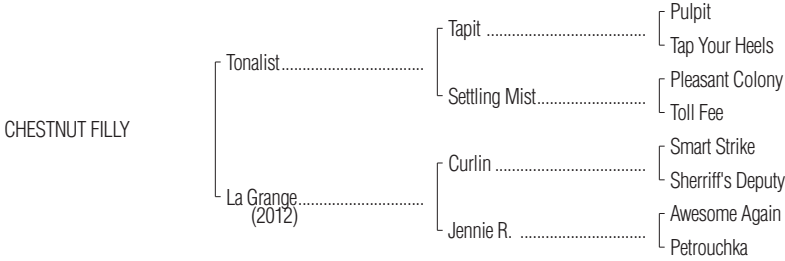 Pulpit
Tapit ........................................
Tap Your Heels
Tonalist....................................
Pleasant Colony
Settling Mist...........................
Toll Fee
CHESTNUT FILLY
Smart Strike
Curlin ......................................
Sherriff's Deputy
La Grange................................
(2012)
Awesome Again
Jennie R. ................................
Petrouchka